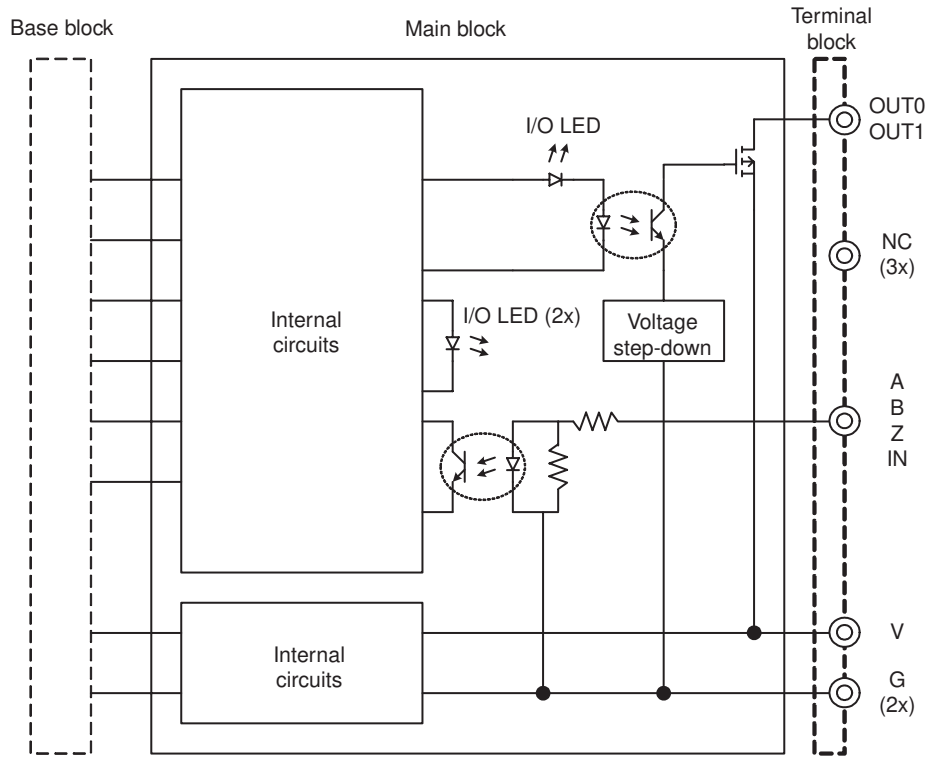 Base block
Main block
Terminal
block
OUT0
OUT1
I/O LED
NC
(3x)
Internal
circuits
I/O LED (2x)
Voltage
step-down
A
B
Z
IN
Internal
circuits
V
G
(2x)